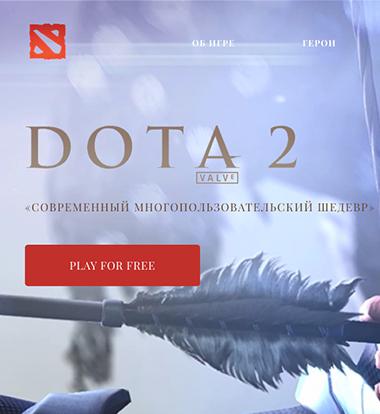 ОБ ИГРЕ ГЕРОИ
DOTA 2
VALVE
«СОВРЕМЕННЫЙ МНОГОПОЛЬЗОВАТЕЛЬСКИЙ ШЕДЕВР»
PLAY FOR FREE